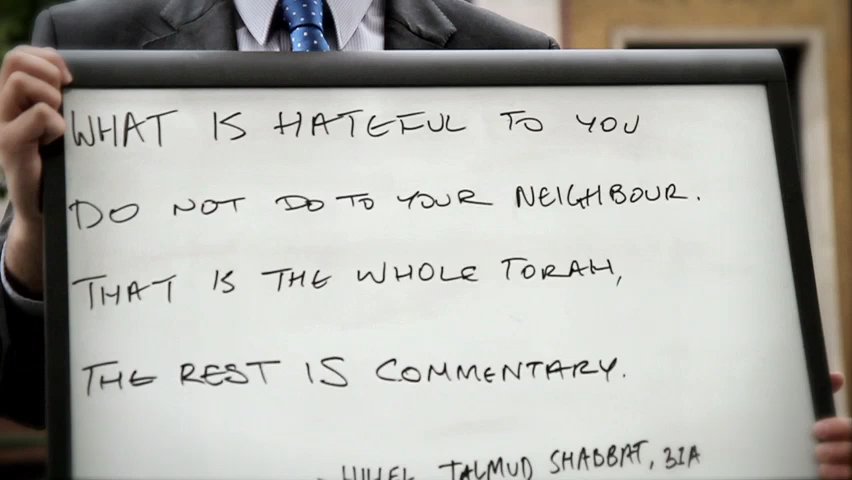 WHAT IS HATEFUL TO YOU
DO NOT DO TO YOUR NEIGHBOUR.
THAT IS THE WHOLE TORAH,
THE REST IS COMMENTARY.
- HILLEL TALMUD SHABBAT, 31A